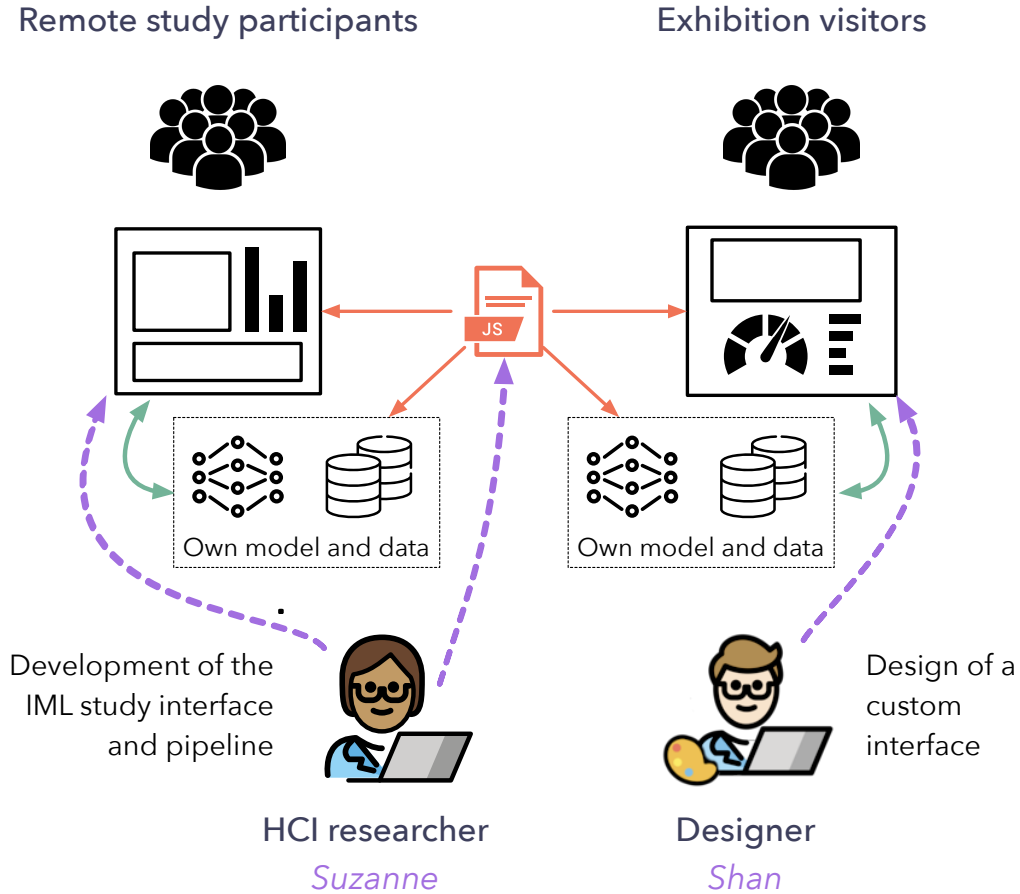 Remote study participants
Exhibition visitors
JS
Own model and data
Own model and data
Development of the
IML study interface
and pipeline
Design of a
custom
interface
HCI researcher
Suzanne
Designer
Shan